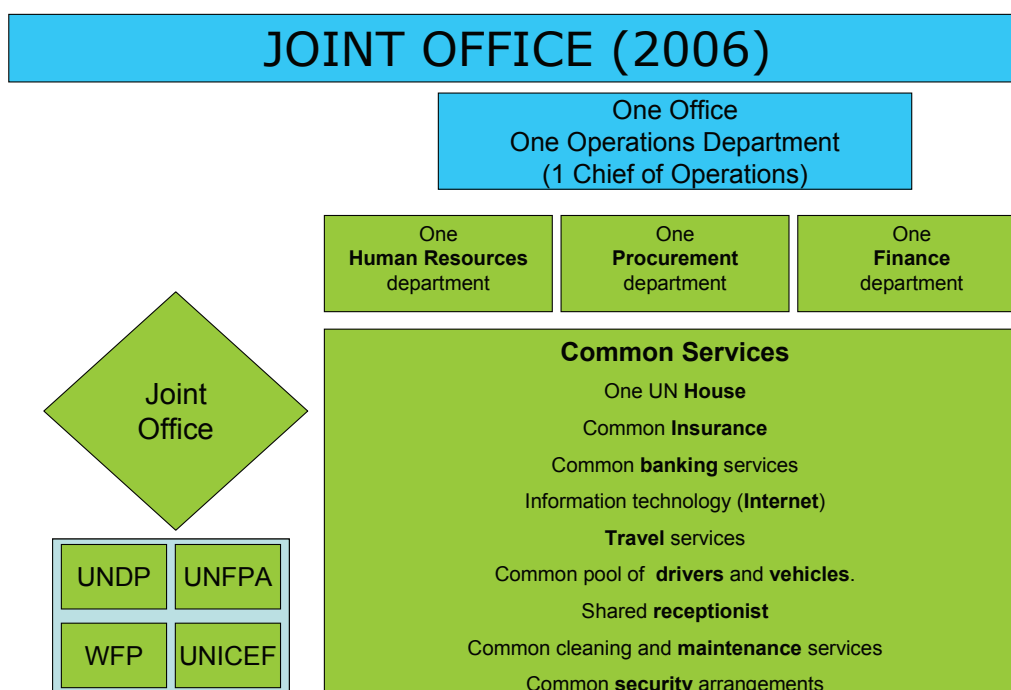 JOINT OFFICE (2006)
One Office
One Operations Department
(1 Chief of Operations)
One
Human Resources
department
One
Procurement
department
One
Finance
department
Joint
Office
UNDP
UNFPA
WFP
UNICEF
Common Services
One UN House
Common Insurance
Common banking services
Information technology (Internet)
Travel services
Common pool of drivers and vehicles.
Shared receptionist
Common cleaning and maintenance services
Common security arrangements